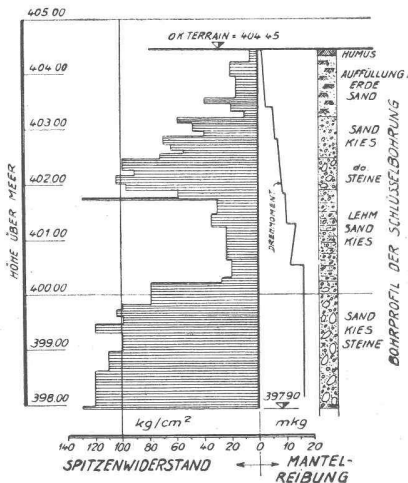 405.00
OK TERRAIN = 404.45
HUMUS
404.00
AUFFÜLLUNG:
ERDE
SAND
403.00
SAND
KIES
402.00
do.
STEINE
401.00
LEHM
SAND
KIES
400.00
SAND
KIES
STEINE
399.00
398.00
397.90
HÖHE ÜBER MEER
DREHMOMENT
BOHRPROFIL DER SCHLÜSSELBOHRUNG
kg/cm² mkg
140 120 100 80 60 40 20 0 10 20
SPITZENWIDERSTAND MANTEL-
REIBUNG